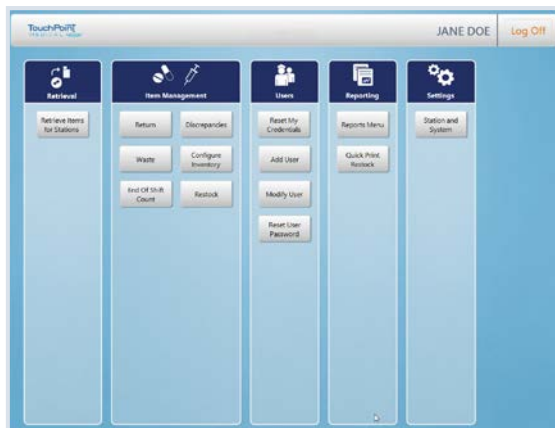 TouchPoint
MEDICAL
JANE DOE
Log Off
Retrieval
Retrieve Items
for Stations
Item Management
Return
Discrepancies
Waste
Configure
Inventory
End Of Shift
Count
Restock
Users
Reset My
Credentials
Add User
Modify User
Reset User
Password
Reporting
Reports Menu
Quick Print
Restock
Settings
Station and
System